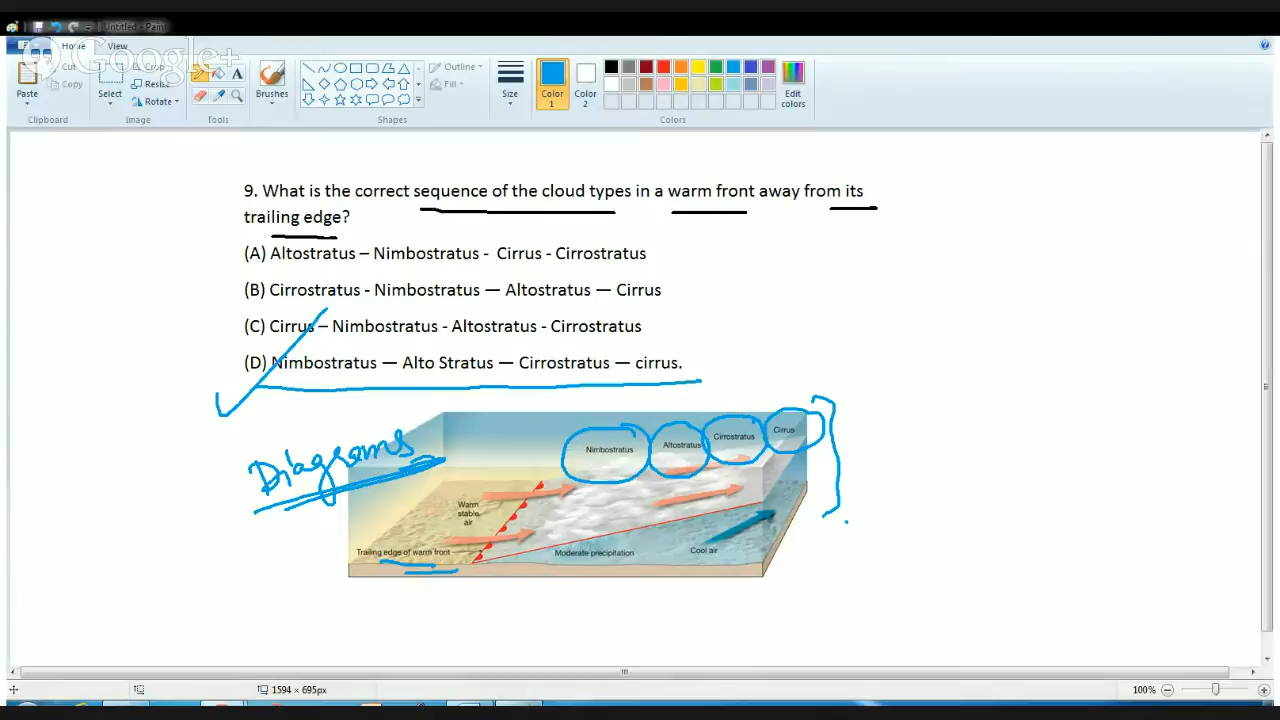 Untitled - Paint
Home View
Google+
Cut
Copy
Paste
Clipboard
Crop
Resize
Rotate
Select
Image
A
Tools
Brushes
Outline
Fill
Shapes
Size
Color 1
Color 2
Edit colors
Colors
9. What is the correct sequence of the cloud types in a warm front away from its
trailing edge?
(A) Altostratus – Nimbostratus - Cirrus - Cirrostratus
(B) Cirrostratus - Nimbostratus — Altostratus — Cirrus
(C) Cirrus – Nimbostratus - Altostratus - Cirrostratus
(D) Nimbostratus — Alto Stratus — Cirrostratus — cirrus.
Diagrams
Nimbostratus
Altostratus
Cirrostratus
Cirrus
Warm
stable
air
Trailing edge of warm front
Moderate precipitation
Cool air
1594 × 695px
100%